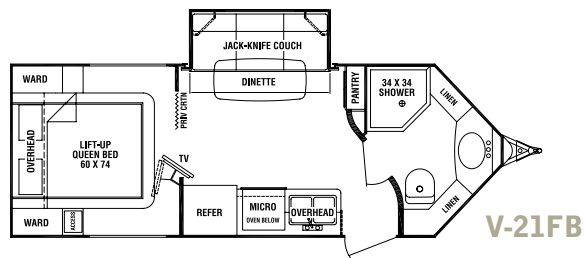 JACK-KNIFE COUCH
DINETTE
WARD
OVERHEAD
LIFT-UP
QUEEN BED
60 X 74
WARD
ACCESS
PRIV CRTN
TV
REFER
MICRO
OVEN BELOW
OVERHEAD
PANTRY
34 X 34
SHOWER
LINEN
LINEN
V-21FB